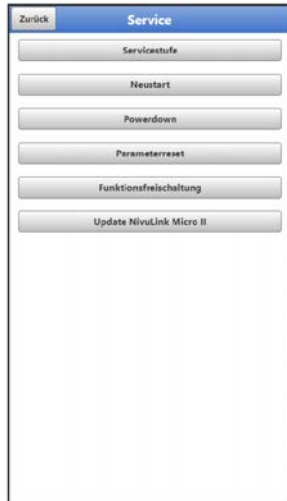 Zurück
Service
Servicestufe
Neustart
Powerdown
Parameterreset
Funktionsfreischaltung
Update NivuLink Micro II